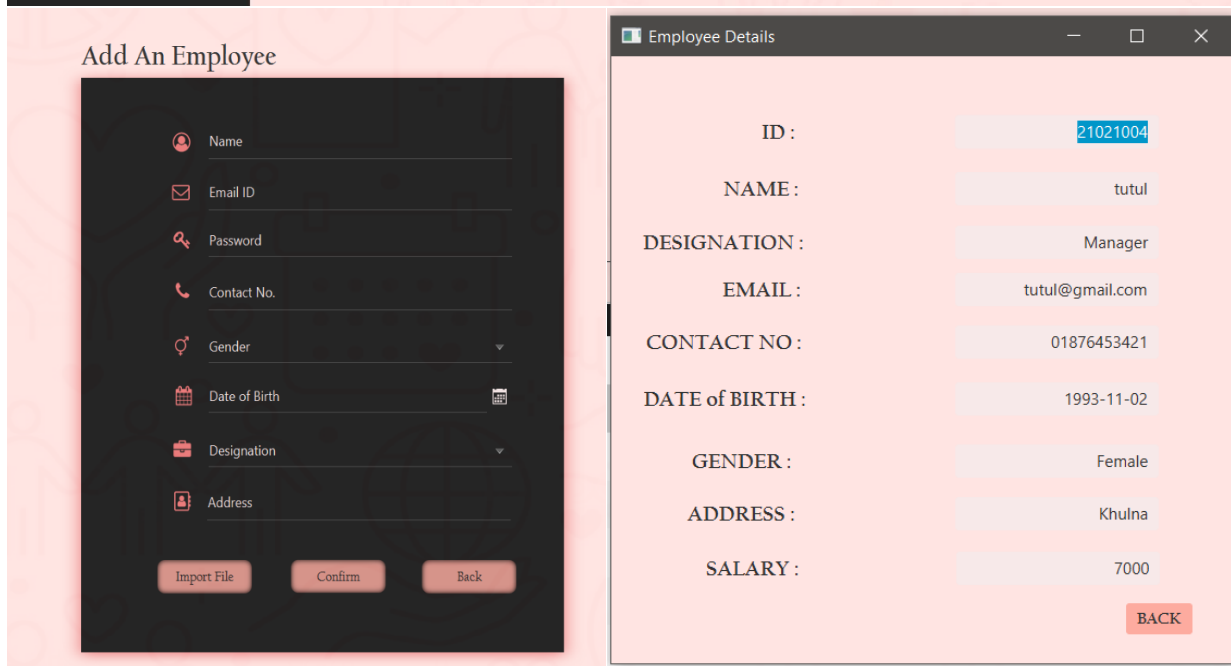 Add An Employee
Name
Email ID
Password
Contact No.
Gender
Date of Birth
Designation
Address
Import File Confirm Back
Employee Details
ID : 21021004
NAME : tutul
DESIGNATION : Manager
EMAIL : tutul@gmail.com
CONTACT NO : 01876453421
DATE of BIRTH : 1993-11-02
GENDER : Female
ADDRESS : Khulna
SALARY : 7000
BACK